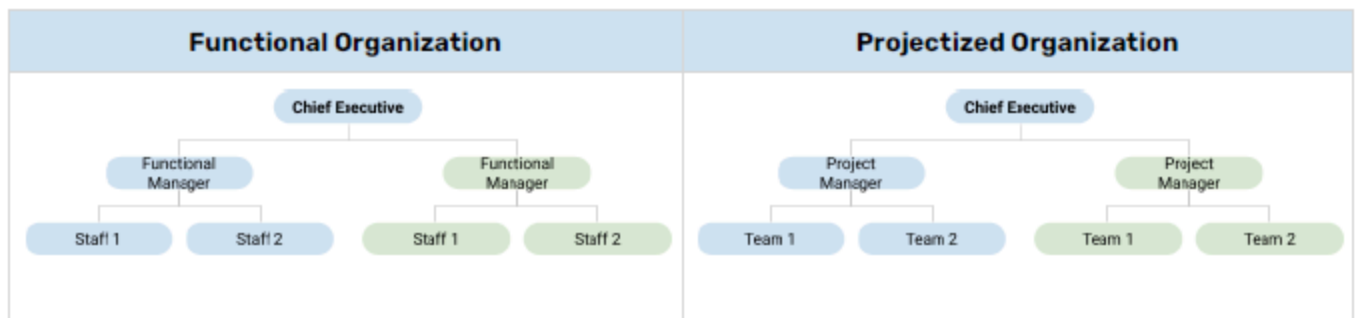 Functional Organization
Projectized Organization
Chief Executive
Functional
Manager
Functional
Manager
Staff 1
Staff 2
Staff 1
Staff 2
Chief Executive
Project
Manager
Project
Manager
Team 1
Team 2
Team 1
Team 2